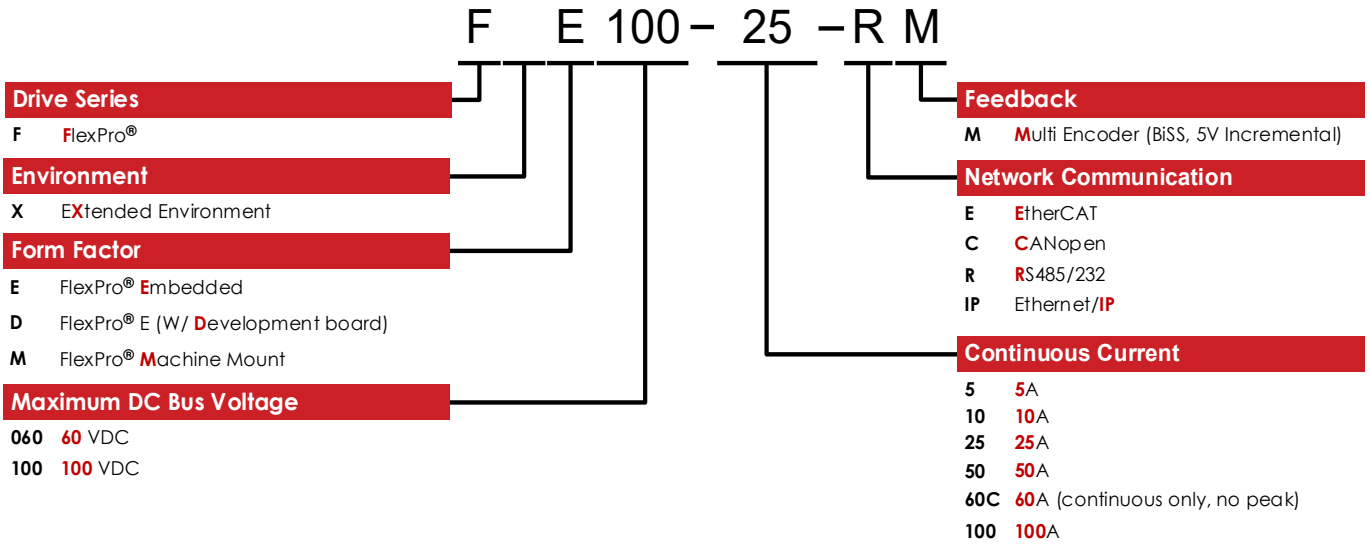 F E 100 – 25 – R M
Drive Series
F FlexPro®
Environment
X EXtended Environment
Form Factor
E FlexPro® Embedded
D FlexPro® E (W/ Development board)
M FlexPro® Machine Mount
Maximum DC Bus Voltage
060 60 VDC
100 100 VDC
Feedback
M Multi Encoder (BiSS, 5V Incremental)
Network Communication
E EtherCAT
C CANopen
R RS485/232
IP Ethernet/IP
Continuous Current
5 5A
10 10A
25 25A
50 50A
60C 60A (continuous only, no peak)
100 100A